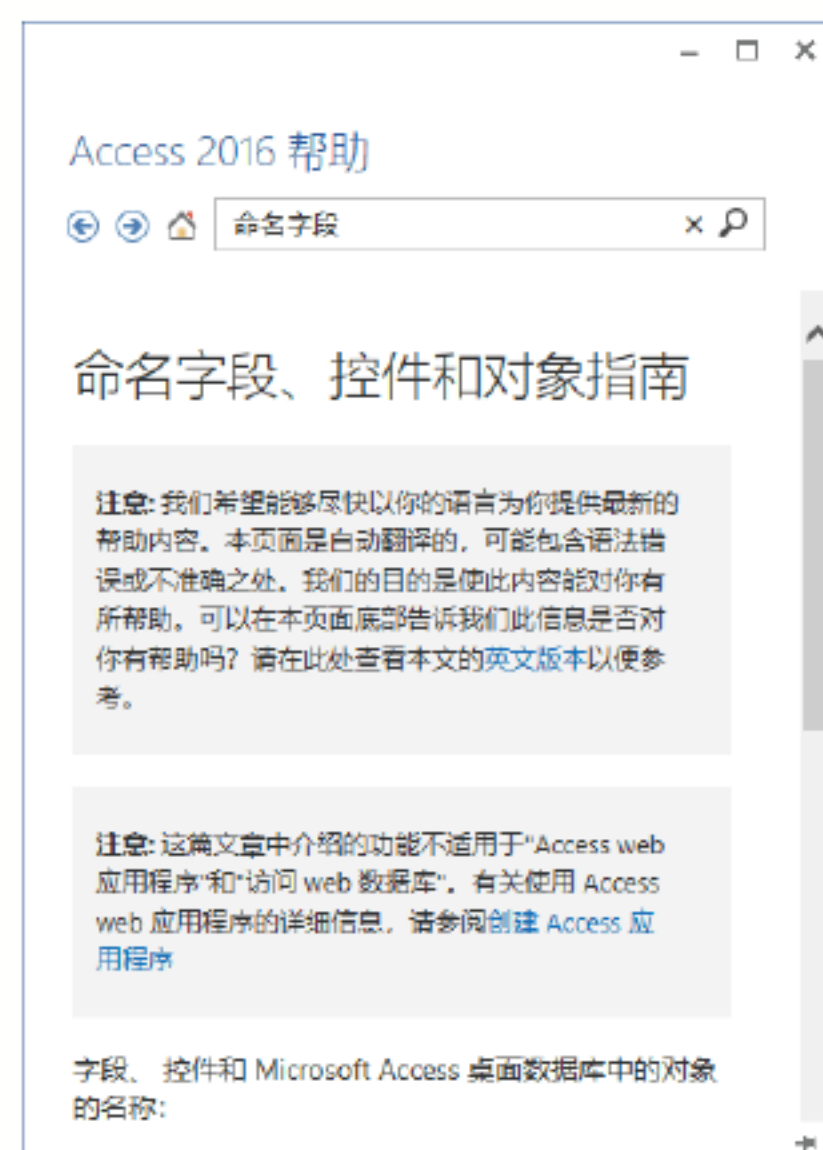 Access 2016 帮助
命名字段
命名字段、控件和对象指南
注意: 我们希望能够尽快以你的语言为你提供最新的
帮助内容。本页面是自动翻译的，可能包含语法错
误或不准确之处。我们的目的是使此内容能对你有
所帮助。可以在本页面底部告诉我们此信息是否对
你有帮助吗？请在此处查看本文的英文版本以便参
考。
注意: 这篇文章中介绍的功能不适用于"Access web
应用程序"和"访问 web 数据库"。有关使用 Access
web 应用程序的详细信息，请参阅创建 Access 应
用程序
字段、 控件和 Microsoft Access 桌面数据库中的对象
的名称: